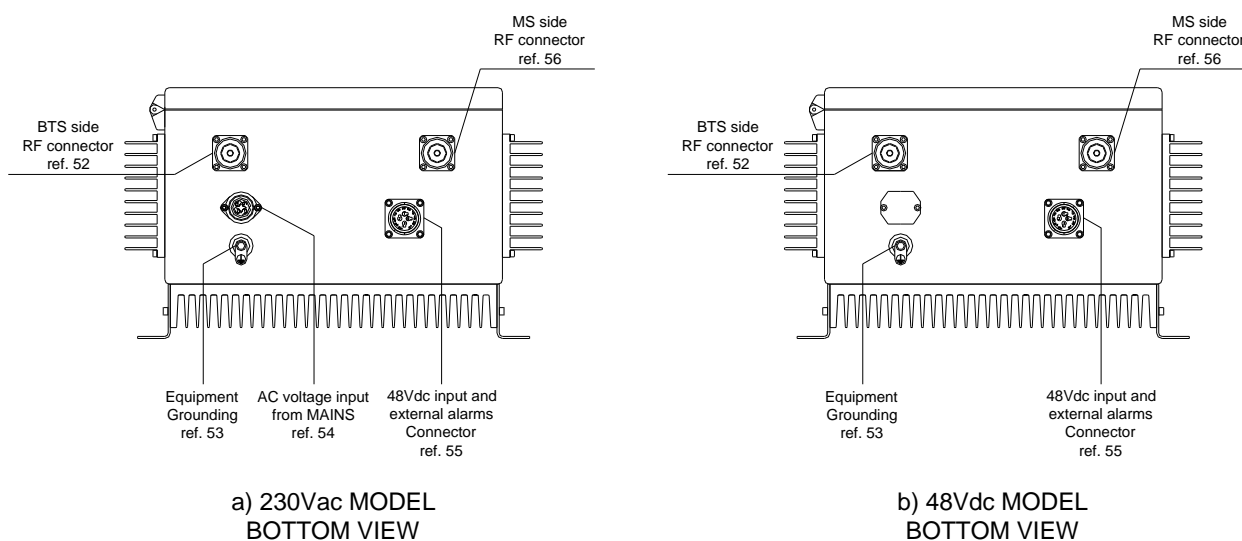 MS side
RF connector
ref. 56
BTS side
RF connector
ref. 52
Equipment
Grounding
ref. 53
AC voltage input
from MAINS
ref. 54
48Vdc input and
external alarms
Connector
ref. 55
a) 230Vac MODEL
BOTTOM VIEW
MS side
RF connector
ref. 56
BTS side
RF connector
ref. 52
Equipment
Grounding
ref. 53
48Vdc input and
external alarms
Connector
ref. 55
b) 48Vdc MODEL
BOTTOM VIEW